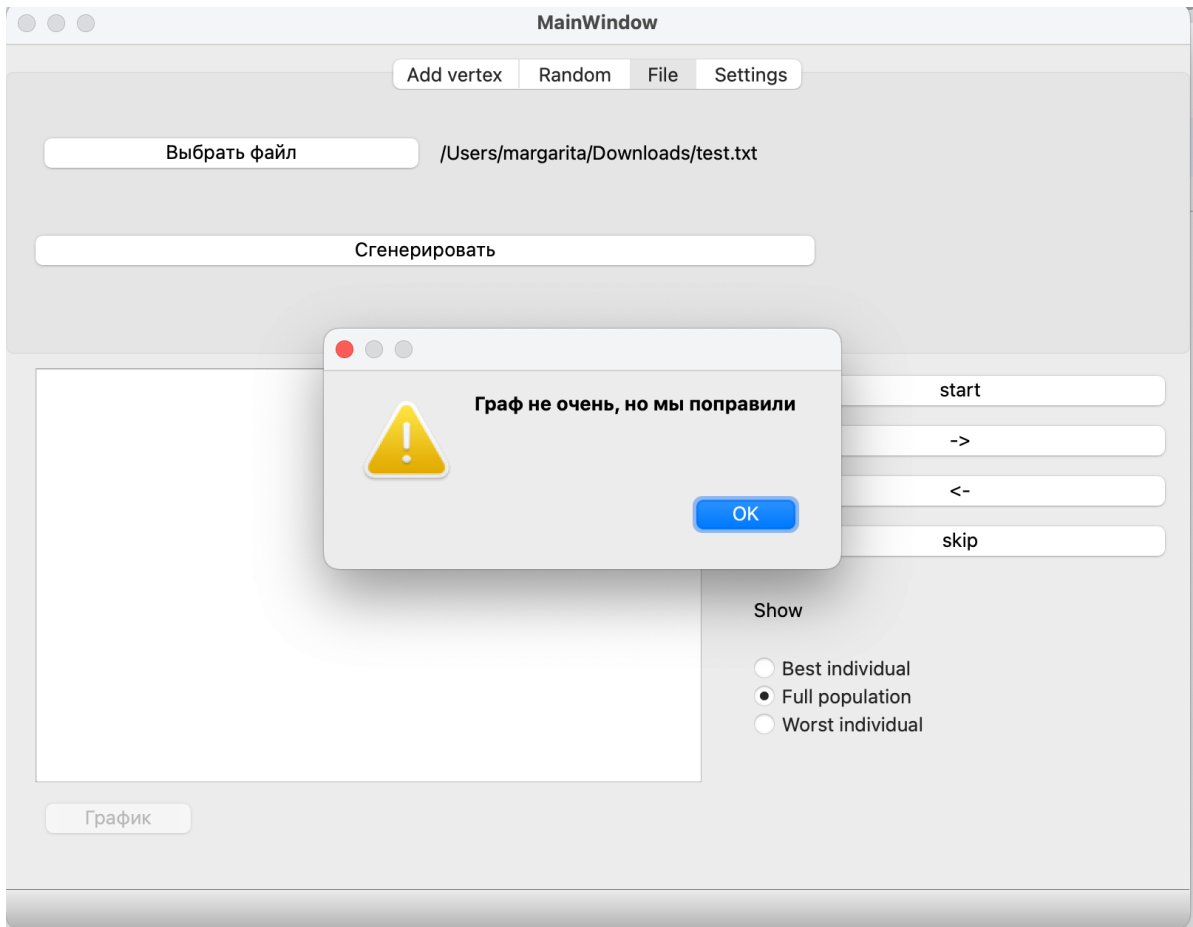 MainWindow
Add vertex Random File Settings
Выбрать файл /Users/margarita/Downloads/test.txt
Сгенерировать
Граф не очень, но мы поправили
OK
start
->
<-
skip
Show
Best individual
Full population
Worst individual
График